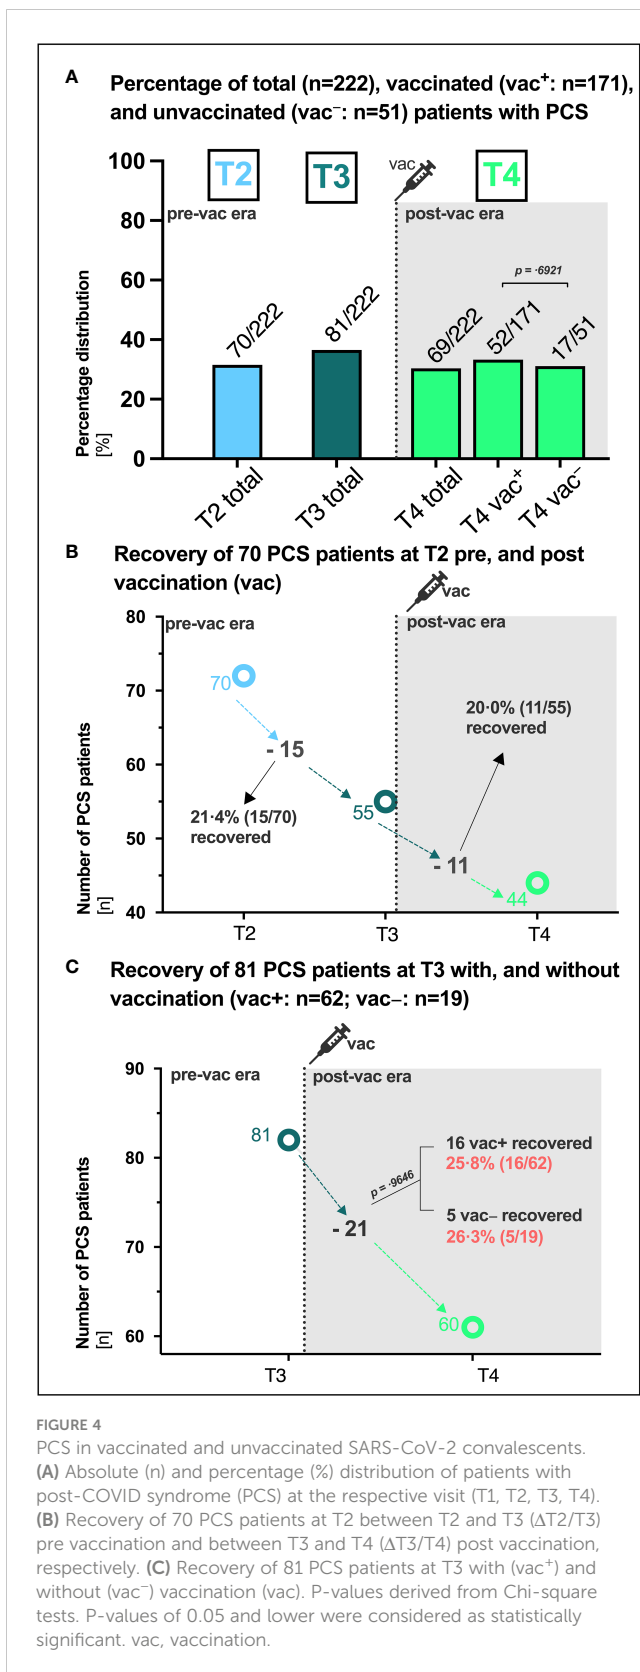 A
Percentage of total (n=222), vaccinated (vac⁺: n=171),
and unvaccinated (vac⁻: n=51) patients with PCS
Percentage distribution
[%]
100
80
60
40
20
0
T2
T3
T4
vac
pre-vac era
post-vac era
p = ·6921
70/222
81/222
69/222
52/171
17/51
T2 total
T3 total
T4 total
T4 vac⁺
T4 vac⁻
B
Recovery of 70 PCS patients at T2 pre, and post
vaccination (vac)
Number of PCS patients
[n]
80
70
60
50
40
vac
pre-vac era
post-vac era
70
- 15
21·4% (15/70)
recovered
55
20·0% (11/55)
recovered
- 11
44
T2
T3
T4
C
Recovery of 81 PCS patients at T3 with, and without
vaccination (vac+: n=62; vac–: n=19)
Number of PCS patients
[n]
90
80
70
60
vac
pre-vac era
post-vac era
81
- 21
p = ·9646
16 vac+ recovered
25·8% (16/62)
5 vac– recovered
26·3% (5/19)
60
T3
T4
FIGURE 4
PCS in vaccinated and unvaccinated SARS-CoV-2 convalescents.
(A) Absolute (n) and percentage (%) distribution of patients with
post-COVID syndrome (PCS) at the respective visit (T1, T2, T3, T4).
(B) Recovery of 70 PCS patients at T2 between T2 and T3 (ΔT2/T3)
pre vaccination and between T3 and T4 (ΔT3/T4) post vaccination,
respectively. (C) Recovery of 81 PCS patients at T3 with (vac⁺) and
without (vac⁻) vaccination (vac). P-values derived from Chi-square
tests. P-values of 0.05 and lower were considered as statistically
significant. vac, vaccination.